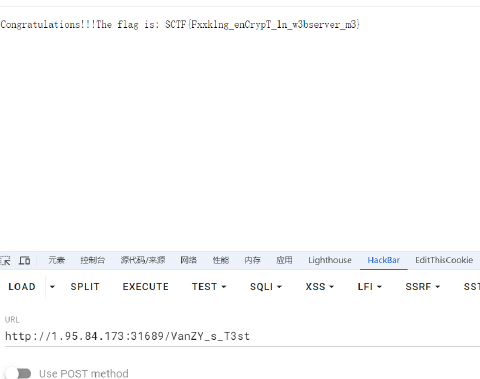 Congratulations!!!The flag is: SCTF{Fxxk1ng_enCrypT_1n_w3bserver_m3}
元素 控制台 源代码/来源 网络 性能 内存 应用 Lighthouse HackBar EditThisCookie
LOAD SPLIT EXECUTE TEST SQLI XSS LFI SSRF SST
URL
http://1.95.84.173:31689/VanZY_s_T3st
Use POST method